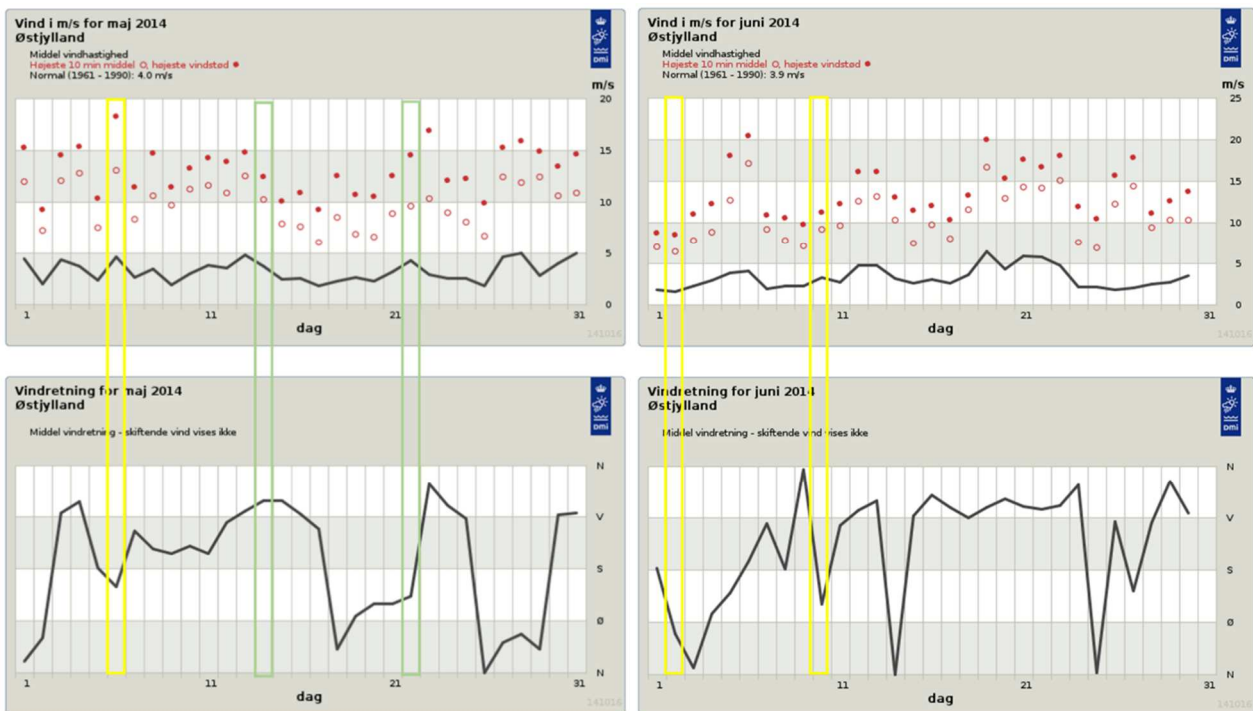 Vind i m/s for maj 2014
Østjylland
Middel vindhastighed
Højeste 10 min middel O, højeste vindstød ●
Normal (1961 - 1990): 4.0 m/s
DMI
m/s
20
15
10
5
0
1
11
21
31
dag
141016
Vind i m/s for juni 2014
Østjylland
Middel vindhastighed
Højeste 10 min middel O, højeste vindstød ●
Normal (1961 - 1990): 3.9 m/s
DMI
m/s
25
20
15
10
5
0
1
11
21
31
dag
141016
Vindretning for maj 2014
Østjylland
Middel vindretning - skiftende vind vises ikke
DMI
N
V
S
Ø
N
1
11
21
31
dag
141016
Vindretning for juni 2014
Østjylland
Middel vindretning - skiftende vind vises ikke
DMI
N
V
S
Ø
N
1
11
21
31
dag
141016